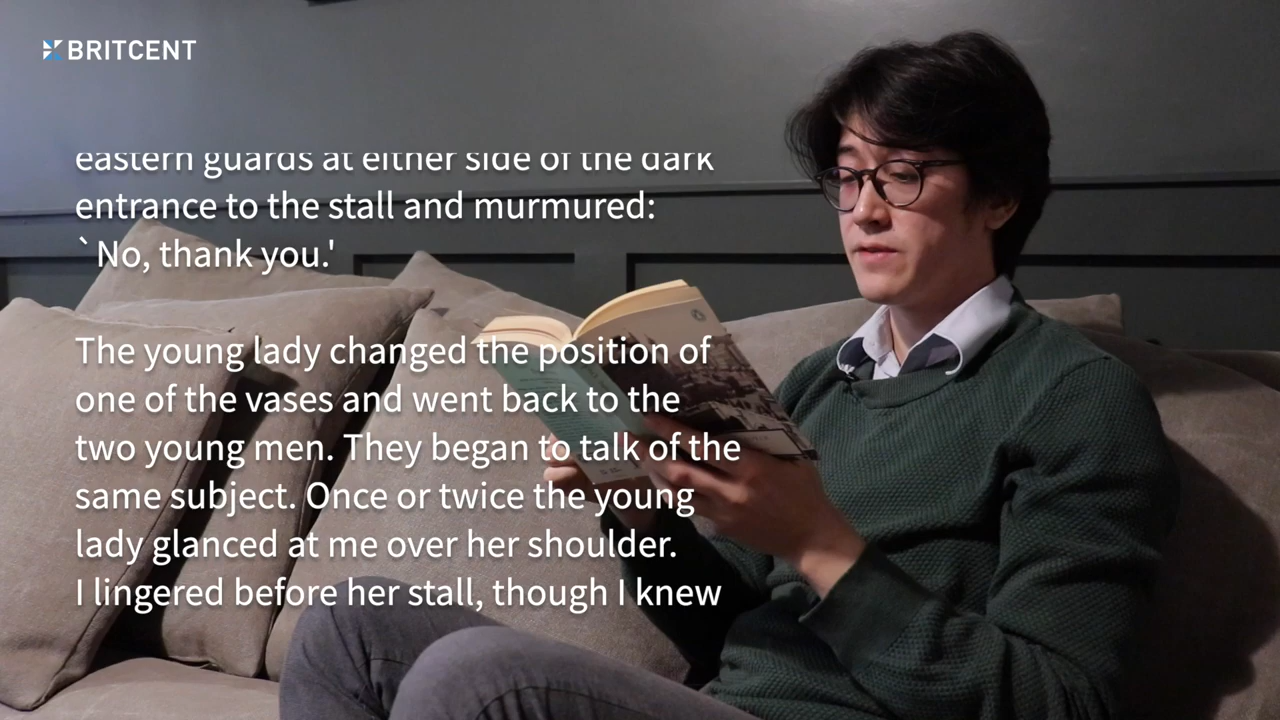 BRITCENT
eastern guards at either side of the dark
entrance to the stall and murmured:
`No, thank you.'
The young lady changed the position of
one of the vases and went back to the
two young men. They began to talk of the
same subject. Once or twice the young
lady glanced at me over her shoulder.
I lingered before her stall, though I knew